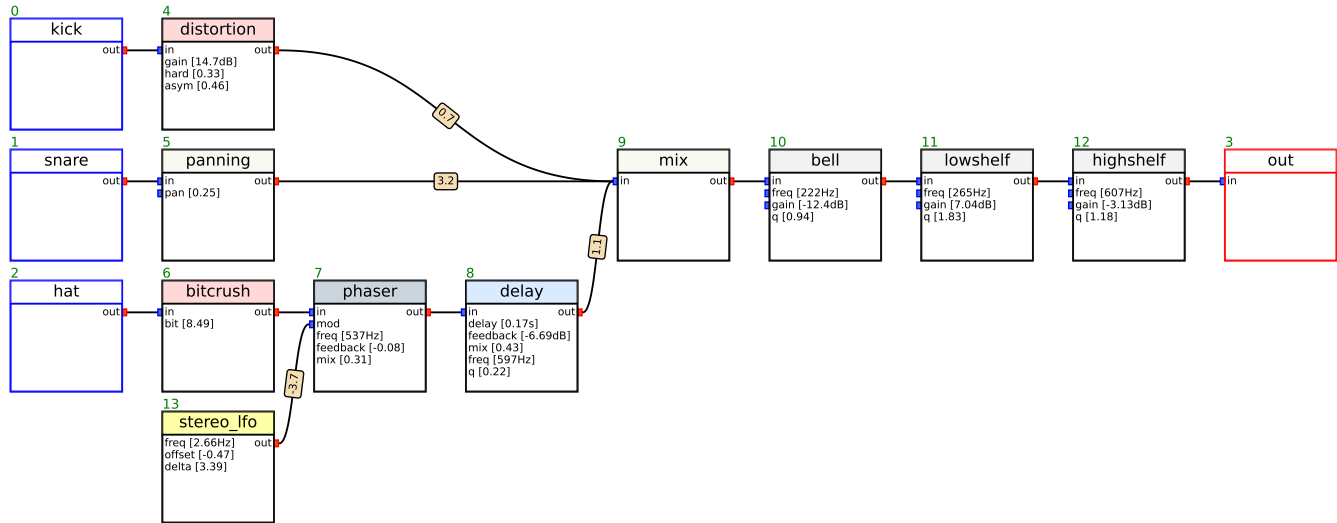 0
kick
out
4
distortion
in out
gain [14.7dB]
hard [0.33]
asym [0.46]
0.7
1
snare
out
5
panning
in out
pan [0.25]
3.2
9
mix
in out
10
bell
in out
freq [222Hz]
gain [-12.4dB]
q [0.94]
11
lowshelf
in out
freq [265Hz]
gain [7.04dB]
q [1.83]
12
highshelf
in out
freq [607Hz]
gain [-3.13dB]
q [1.18]
3
out
in
1.1
2
hat
out
6
bitcrush
in out
bit [8.49]
7
phaser
in out
mod
freq [537Hz]
feedback [-0.08]
mix [0.31]
8
delay
in out
delay [0.17s]
feedback [-6.69dB]
mix [0.43]
freq [597Hz]
q [0.22]
-3.7
13
stereo_lfo
freq [2.66Hz] out
offset [-0.47]
delta [3.39]